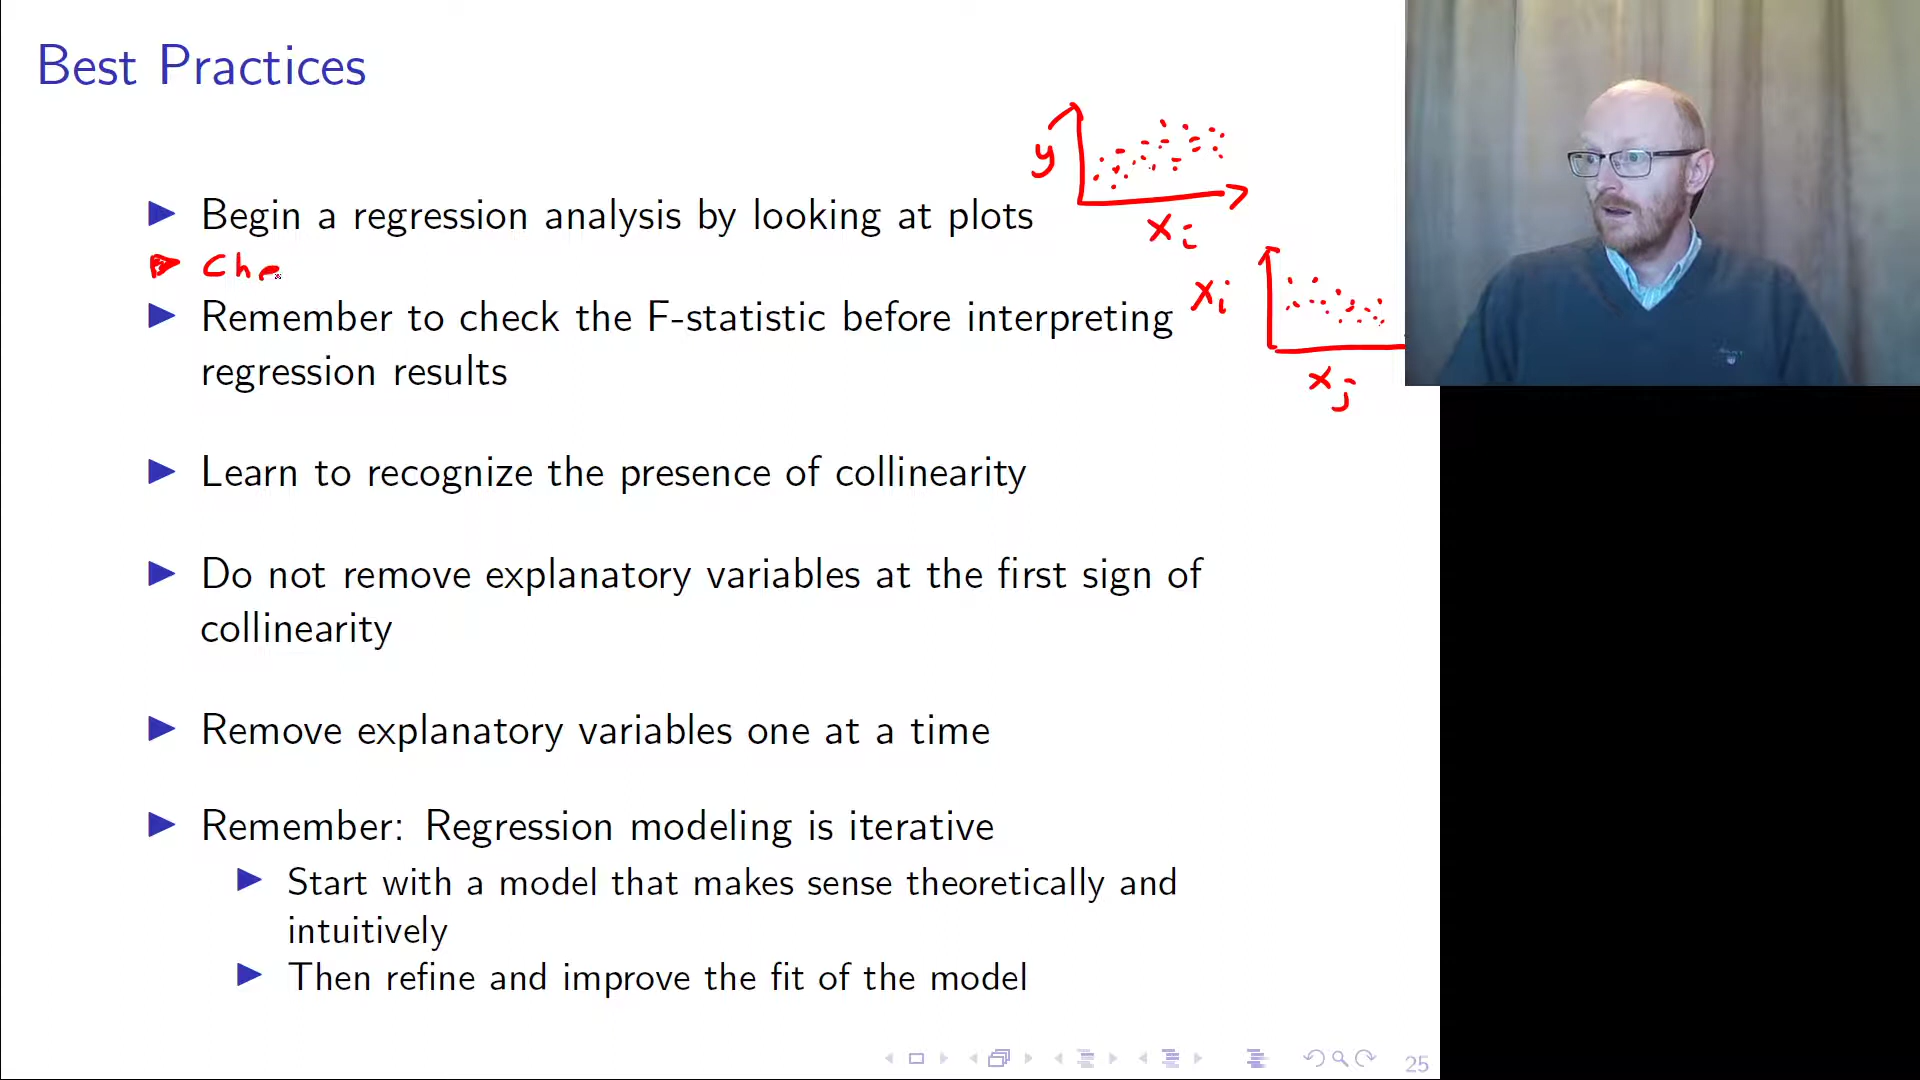 Best Practices
Begin a regression analysis by looking at plots
y
xi
Che
xi
xj
Remember to check the F-statistic before interpreting
regression results
Learn to recognize the presence of collinearity
Do not remove explanatory variables at the first sign of
collinearity
Remove explanatory variables one at a time
Remember: Regression modeling is iterative
Start with a model that makes sense theoretically and
intuitively
Then refine and improve the fit of the model
25